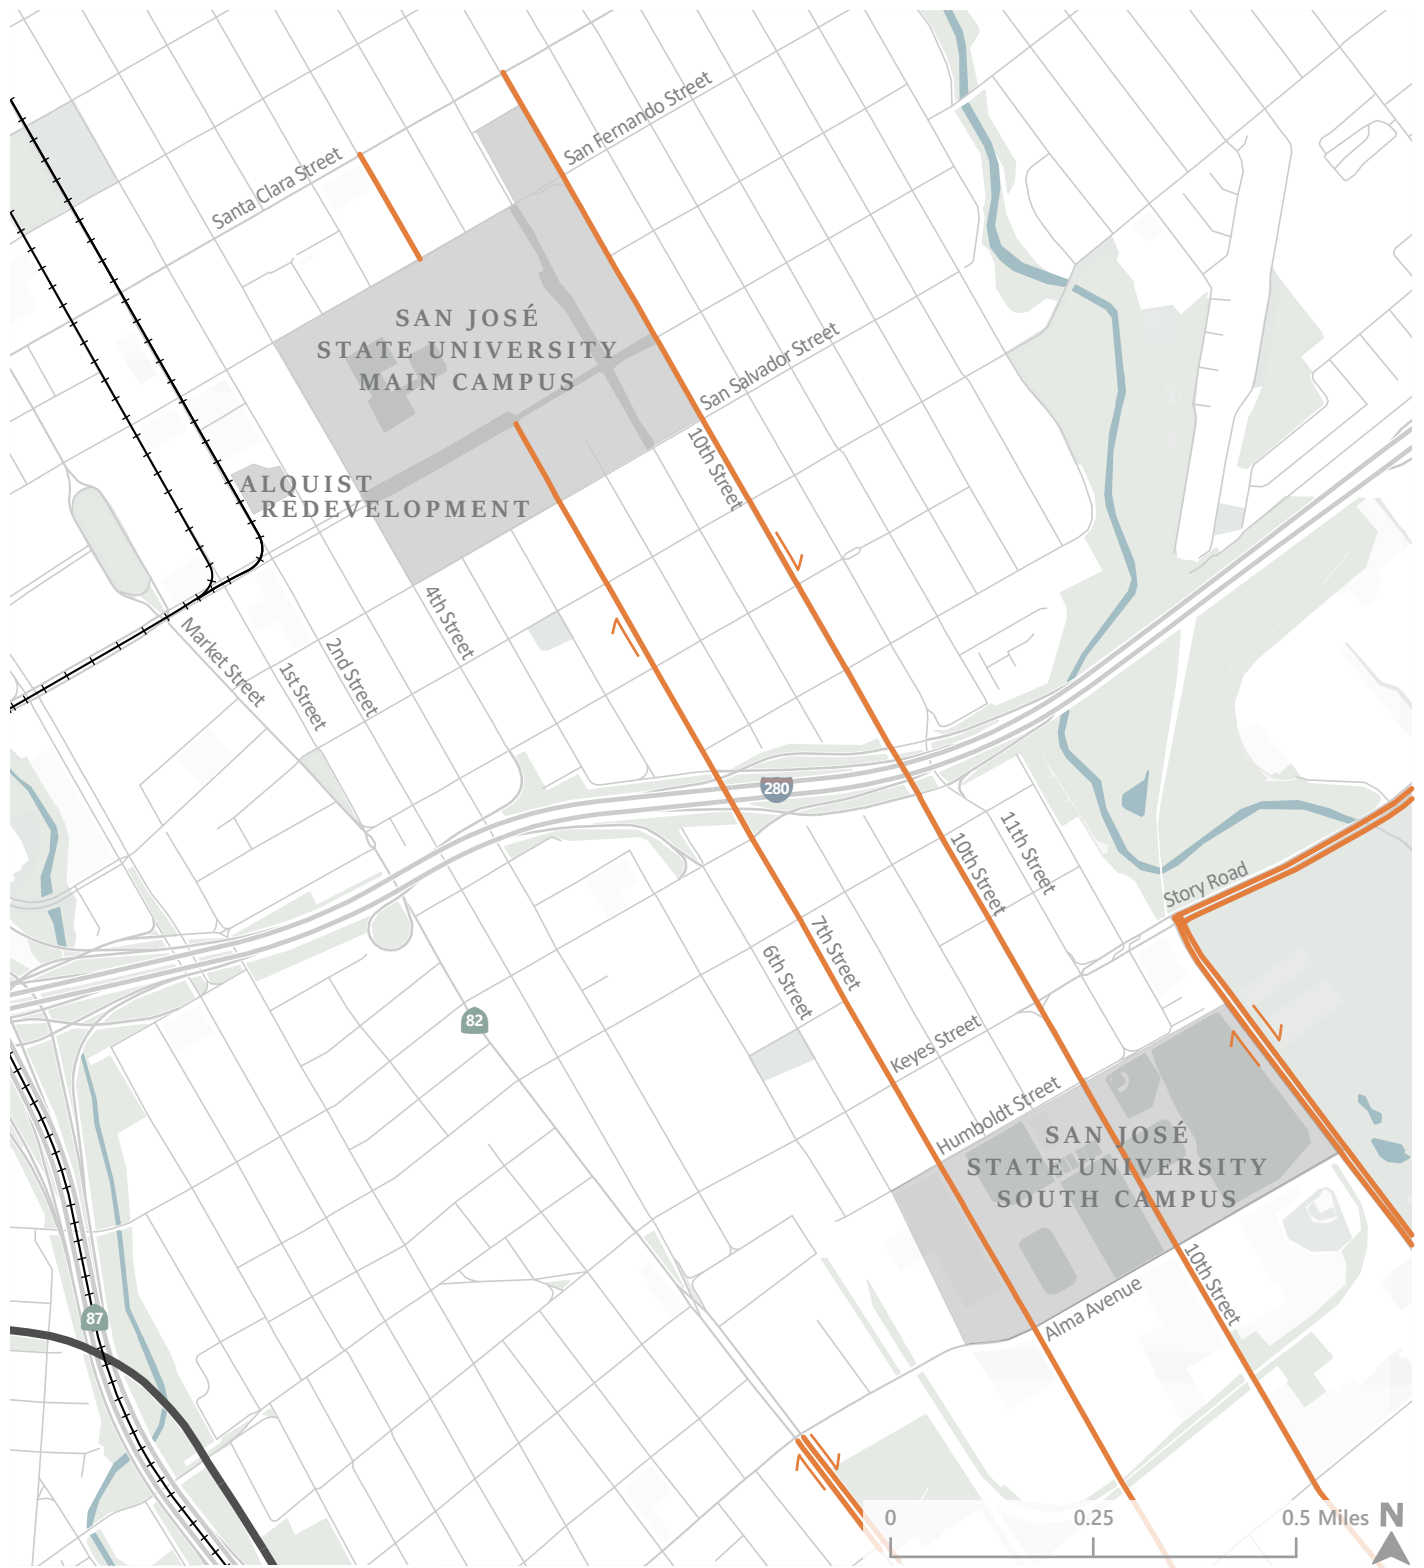 San Fernando Street
Santa Clara Street
SAN JOSÉ
STATE UNIVERSITY
MAIN CAMPUS
San Salvador Street
10th Street
ALQUIST
REDEVELOPMENT
4th Street
Market Street
2nd Street
1st Street
280
11th Street
10th Street
Story Road
7th Street
6th Street
82
Keyes Street
Humboldt Street
SAN JOSÉ
STATE UNIVERSITY
SOUTH CAMPUS
10th Street
Alma Avenue
87
0 0.25 0.5 Miles N